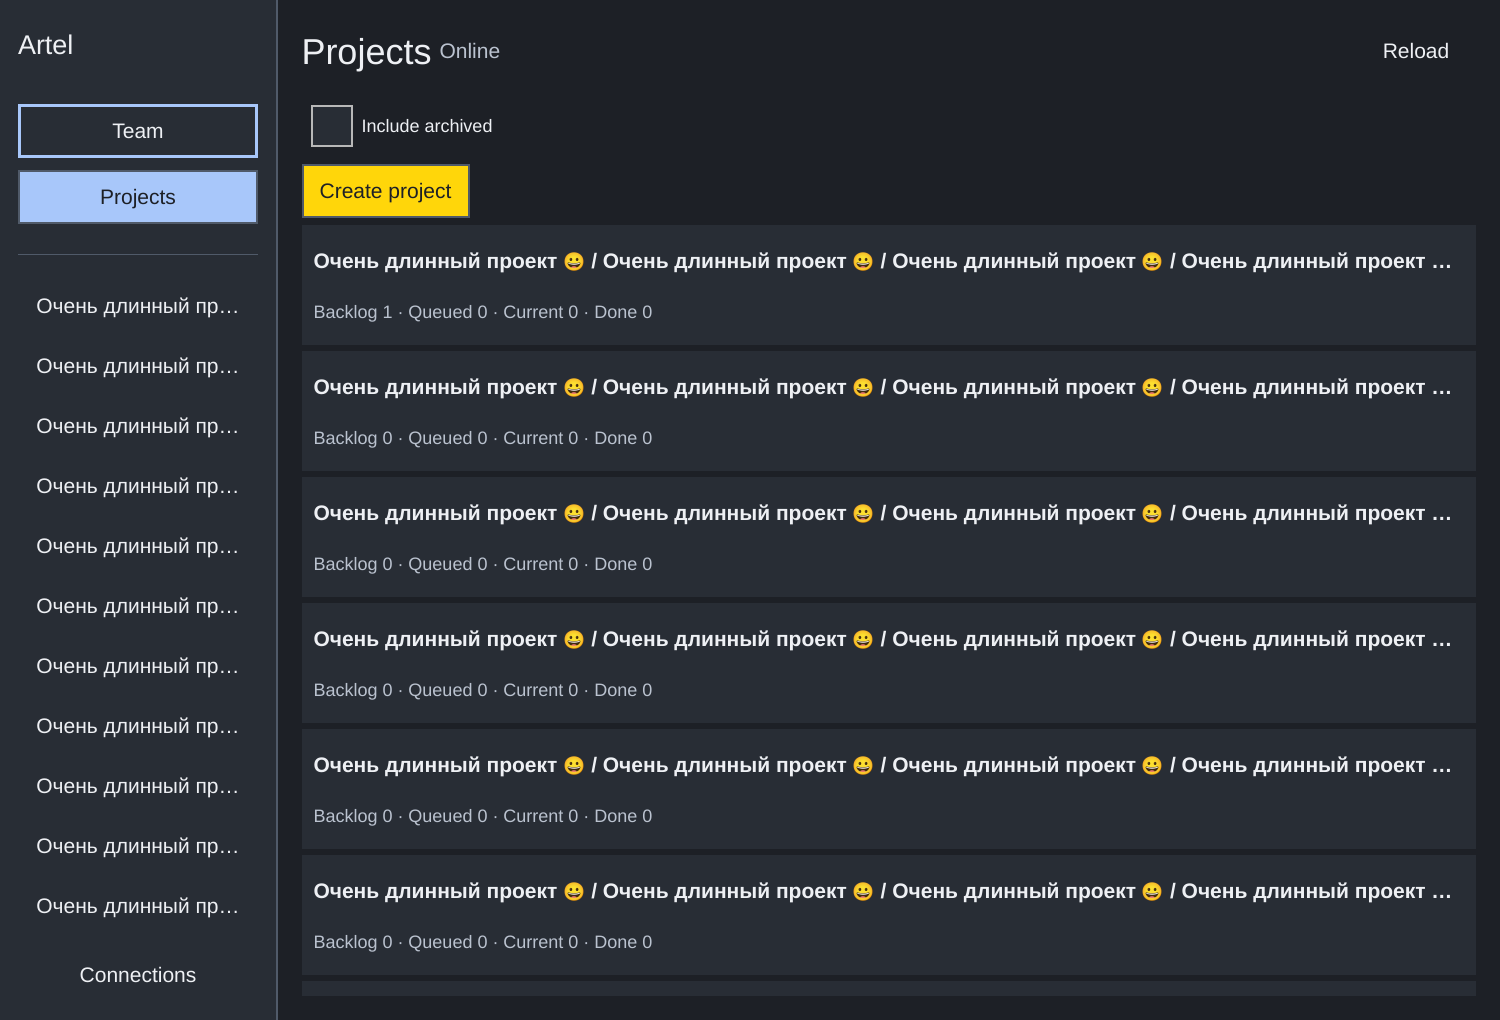 Artel
Team
Projects
Очень длинный пр…
Очень длинный пр…
Очень длинный пр…
Очень длинный пр…
Очень длинный пр…
Очень длинный пр…
Очень длинный пр…
Очень длинный пр…
Очень длинный пр…
Очень длинный пр…
Очень длинный пр…
Connections
Projects Online
Reload
Include archived
Create project
Очень длинный проект 😀 / Очень длинный проект 😀 / Очень длинный проект 😀 / Очень длинный проект …
Backlog 1 · Queued 0 · Current 0 · Done 0
Очень длинный проект 😀 / Очень длинный проект 😀 / Очень длинный проект 😀 / Очень длинный проект …
Backlog 0 · Queued 0 · Current 0 · Done 0
Очень длинный проект 😀 / Очень длинный проект 😀 / Очень длинный проект 😀 / Очень длинный проект …
Backlog 0 · Queued 0 · Current 0 · Done 0
Очень длинный проект 😀 / Очень длинный проект 😀 / Очень длинный проект 😀 / Очень длинный проект …
Backlog 0 · Queued 0 · Current 0 · Done 0
Очень длинный проект 😀 / Очень длинный проект 😀 / Очень длинный проект 😀 / Очень длинный проект …
Backlog 0 · Queued 0 · Current 0 · Done 0
Очень длинный проект 😀 / Очень длинный проект 😀 / Очень длинный проект 😀 / Очень длинный проект …
Backlog 0 · Queued 0 · Current 0 · Done 0